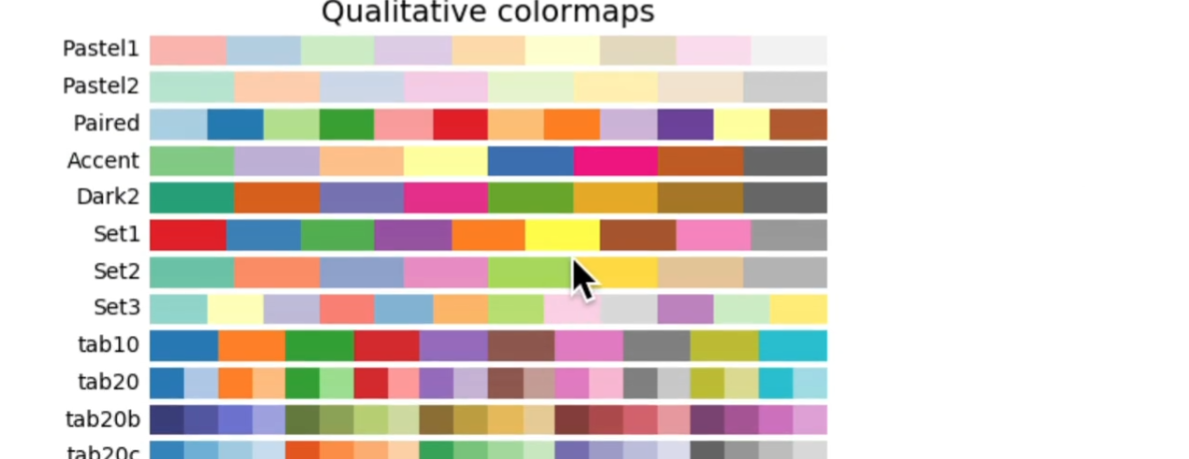 Qualitative colormaps
Pastel1
Pastel2
Paired
Accent
Dark2
Set1
Set2
Set3
tab10
tab20
tab20b
tab20c